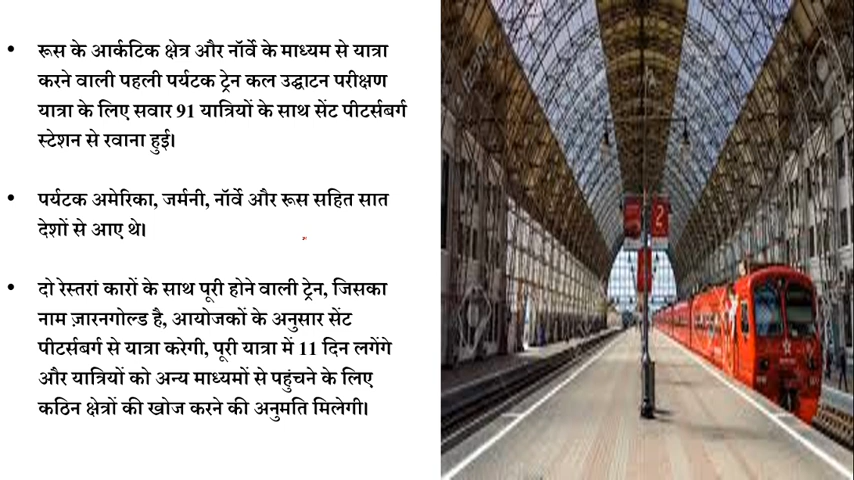 • रूस के आर्कटिक क्षेत्र और नॉर्वे के माध्यम से यात्रा
करने वाली पहली पर्यटक ट्रेन कल उद्घाटन परीक्षण
यात्रा के लिए सवार 91 यात्रियों के साथ सेंट पीटर्सबर्ग
स्टेशन से रवाना हुई।
• पर्यटक अमेरिका, जर्मनी, नॉर्वे और रूस सहित सात
देशों से आए थे।
• दो रेस्तरां कारों के साथ पूरी होने वाली ट्रेन, जिसका
नाम ज़ारनगोल्ड है, आयोजकों के अनुसार सेंट
पीटर्सबर्ग से यात्रा करेगी, पूरी यात्रा में 11 दिन लगेंगे
और यात्रियों को अन्य माध्यमों से पहुंचने के लिए
कठिन क्षेत्रों की खोज करने की अनुमति मिलेगी।
2